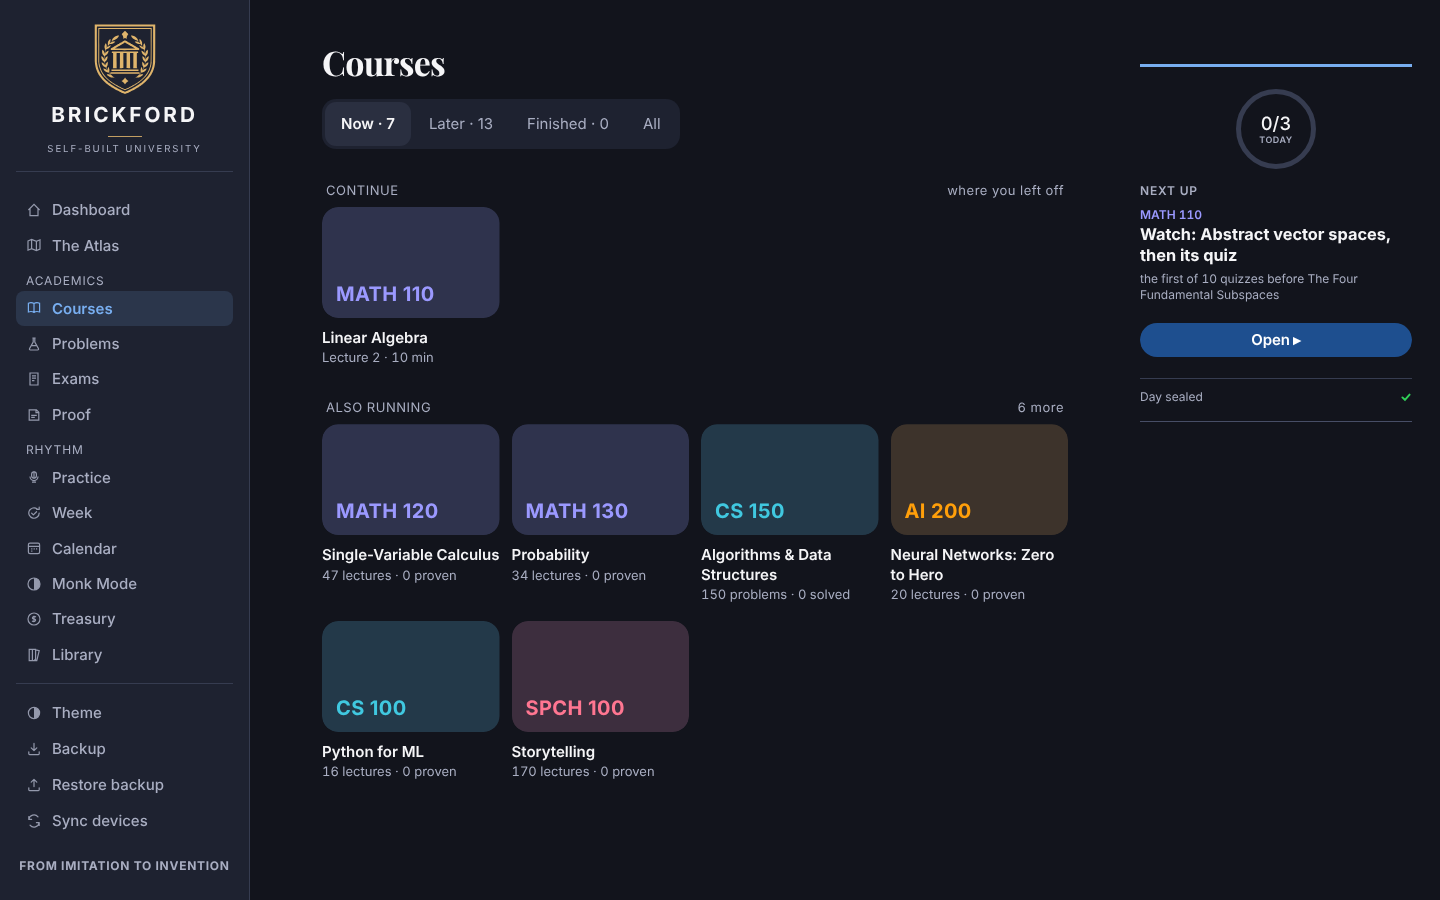 BRICKFORD
SELF-BUILT UNIVERSITY
Dashboard
The Atlas
ACADEMICS
Courses
Problems
Exams
Proof
RHYTHM
Practice
Week
Calendar
Monk Mode
Treasury
Library
Theme
Backup
Restore backup
Sync devices
FROM IMITATION TO INVENTION
Courses
Now · 7
Later · 13
Finished · 0
All
CONTINUE
where you left off
MATH 110
Linear Algebra
Lecture 2 · 10 min
ALSO RUNNING
6 more
MATH 120
Single-Variable Calculus
47 lectures · 0 proven
MATH 130
Probability
34 lectures · 0 proven
CS 150
Algorithms & Data
Structures
150 problems · 0 solved
AI 200
Neural Networks: Zero
to Hero
20 lectures · 0 proven
CS 100
Python for ML
16 lectures · 0 proven
SPCH 100
Storytelling
170 lectures · 0 proven
0/3
TODAY
NEXT UP
MATH 110
Watch: Abstract vector spaces,
then its quiz
the first of 10 quizzes before The Four
Fundamental Subspaces
Open ▸
Day sealed